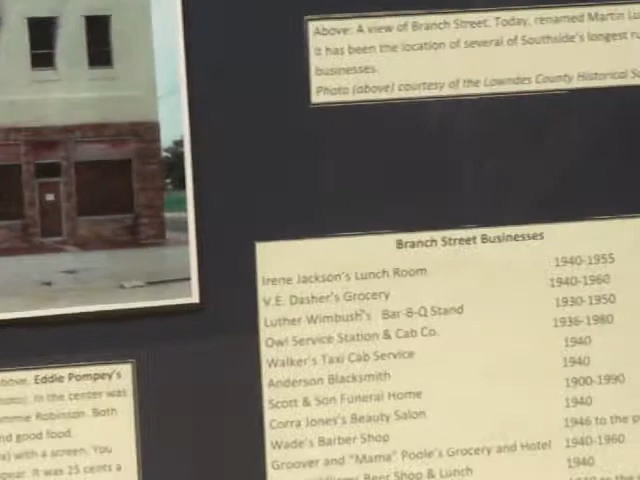 Above: A view of Branch Street. Today, renamed Martin
it has been the location of several of Southside's longest
businesses.
Photo (above) courtesy of the Lowndes County Historical
Branch Street Businesses
Irene Jackson's Lunch Room 1940-1955
V.E. Dasher's Grocery 1940-1960
Luther Wimbush's Bar-B-Q Stand 1930-1950
Owl Service Station & Cab Co. 1936-1980
Walker's Taxi Cab Service 1940
Anderson Blacksmith 1940
Scott & Son Funeral Home 1900-1990
Corra Jones's Beauty Salon 1940
Wade's Barber Shop 1946 to the
Groover and "Mama" Poole's Grocery and Hotel 1940-1960
Beer Shop & Lunch 1940
Eddie Pompey's
In the center was
Robinson. Both
good food.
with a screen. You
It was 25 cents a